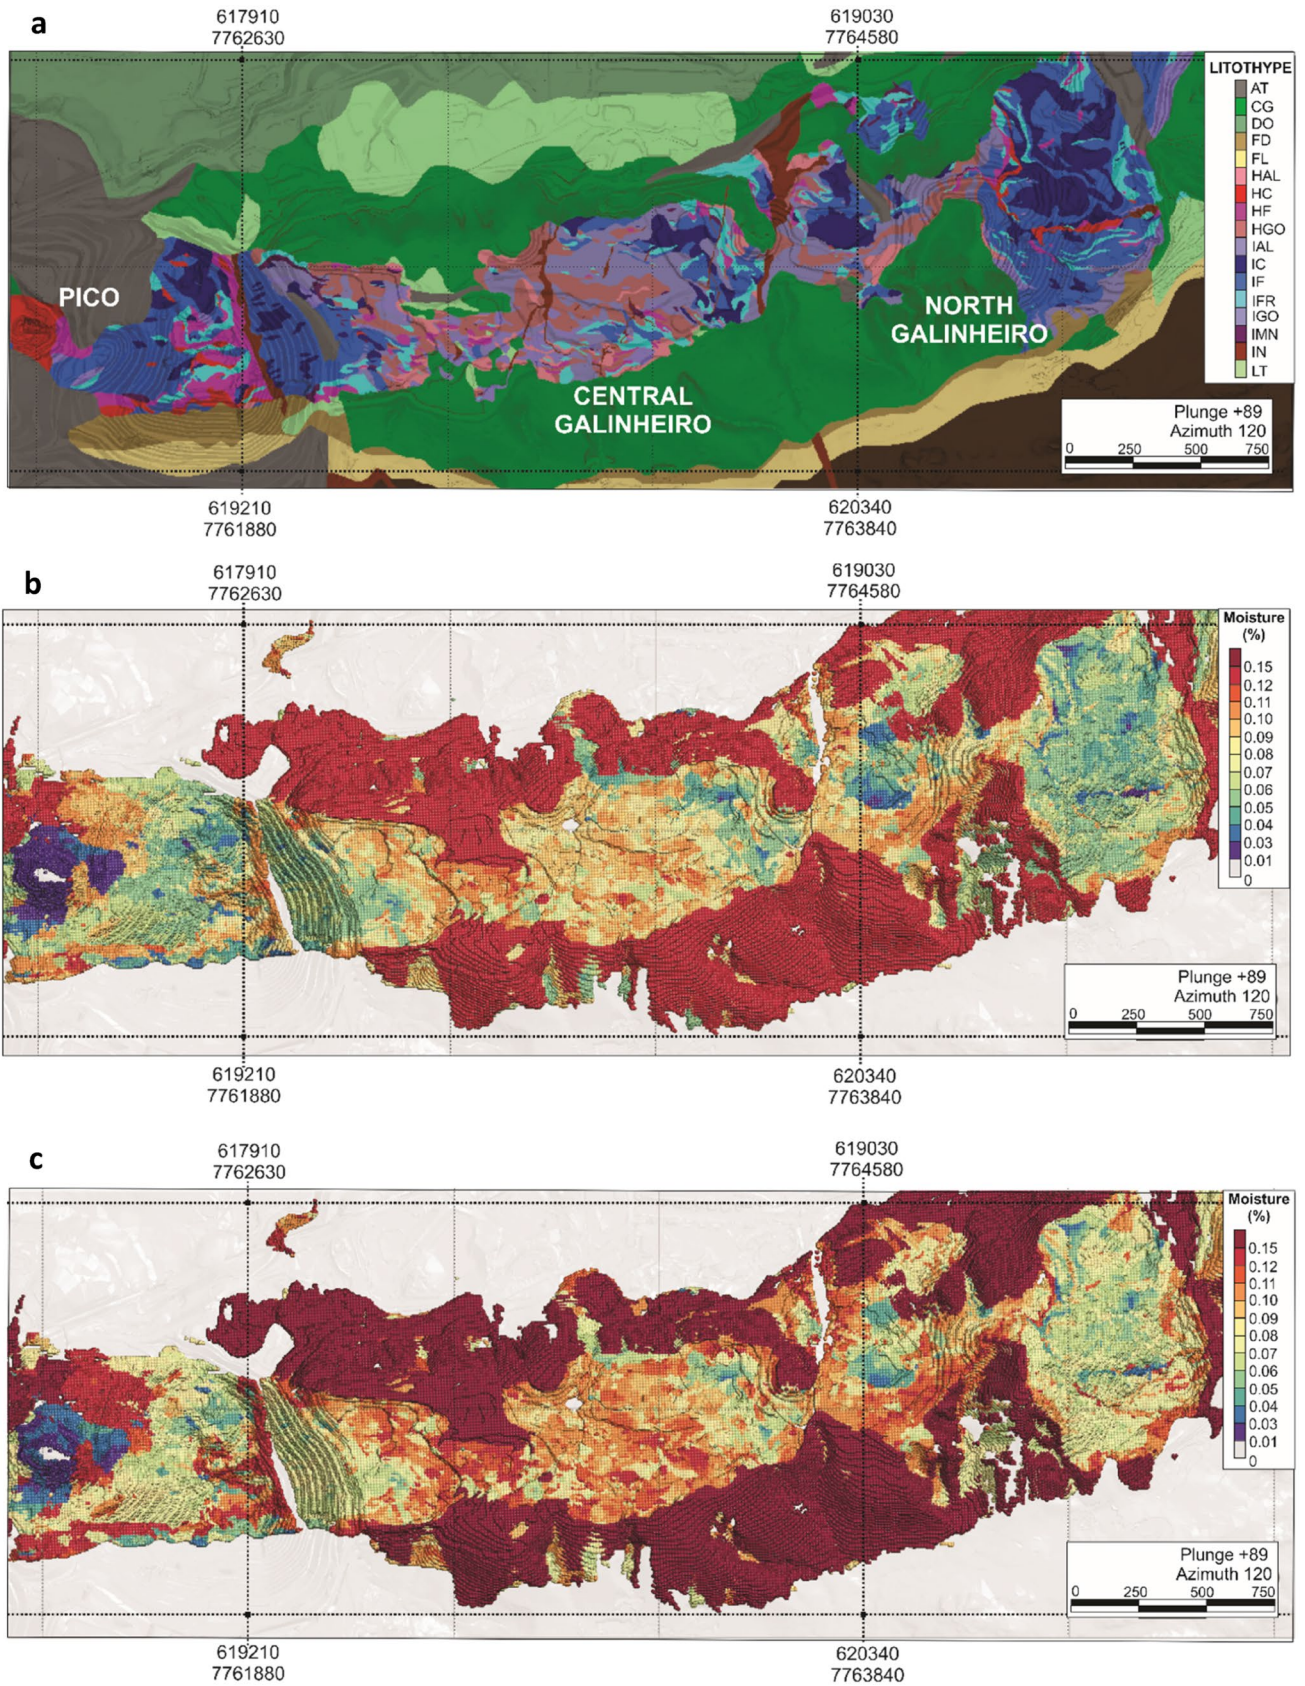 a
617910
7762630
619030
7764580
LITOTHYPE
AT
CG
DO
FD
FL
HAL
HC
HF
HGO
IAL
IC
IF
IFR
IGO
IMN
IN
LT
PICO
NORTH
GALINHEIRO
CENTRAL
GALINHEIRO
Plunge +89
Azimuth 120
0 250 500 750
619210
7761880
620340
7763840
b
617910
7762630
619030
7764580
Moisture
(%)
0.15
0.12
0.11
0.10
0.09
0.08
0.07
0.06
0.05
0.04
0.03
0.01
0
Plunge +89
Azimuth 120
0 250 500 750
619210
7761880
620340
7763840
c
617910
7762630
619030
7764580
Moisture
(%)
0.15
0.12
0.11
0.10
0.09
0.08
0.07
0.06
0.05
0.04
0.03
0.01
0
Plunge +89
Azimuth 120
0 250 500 750
619210
7761880
620340
7763840